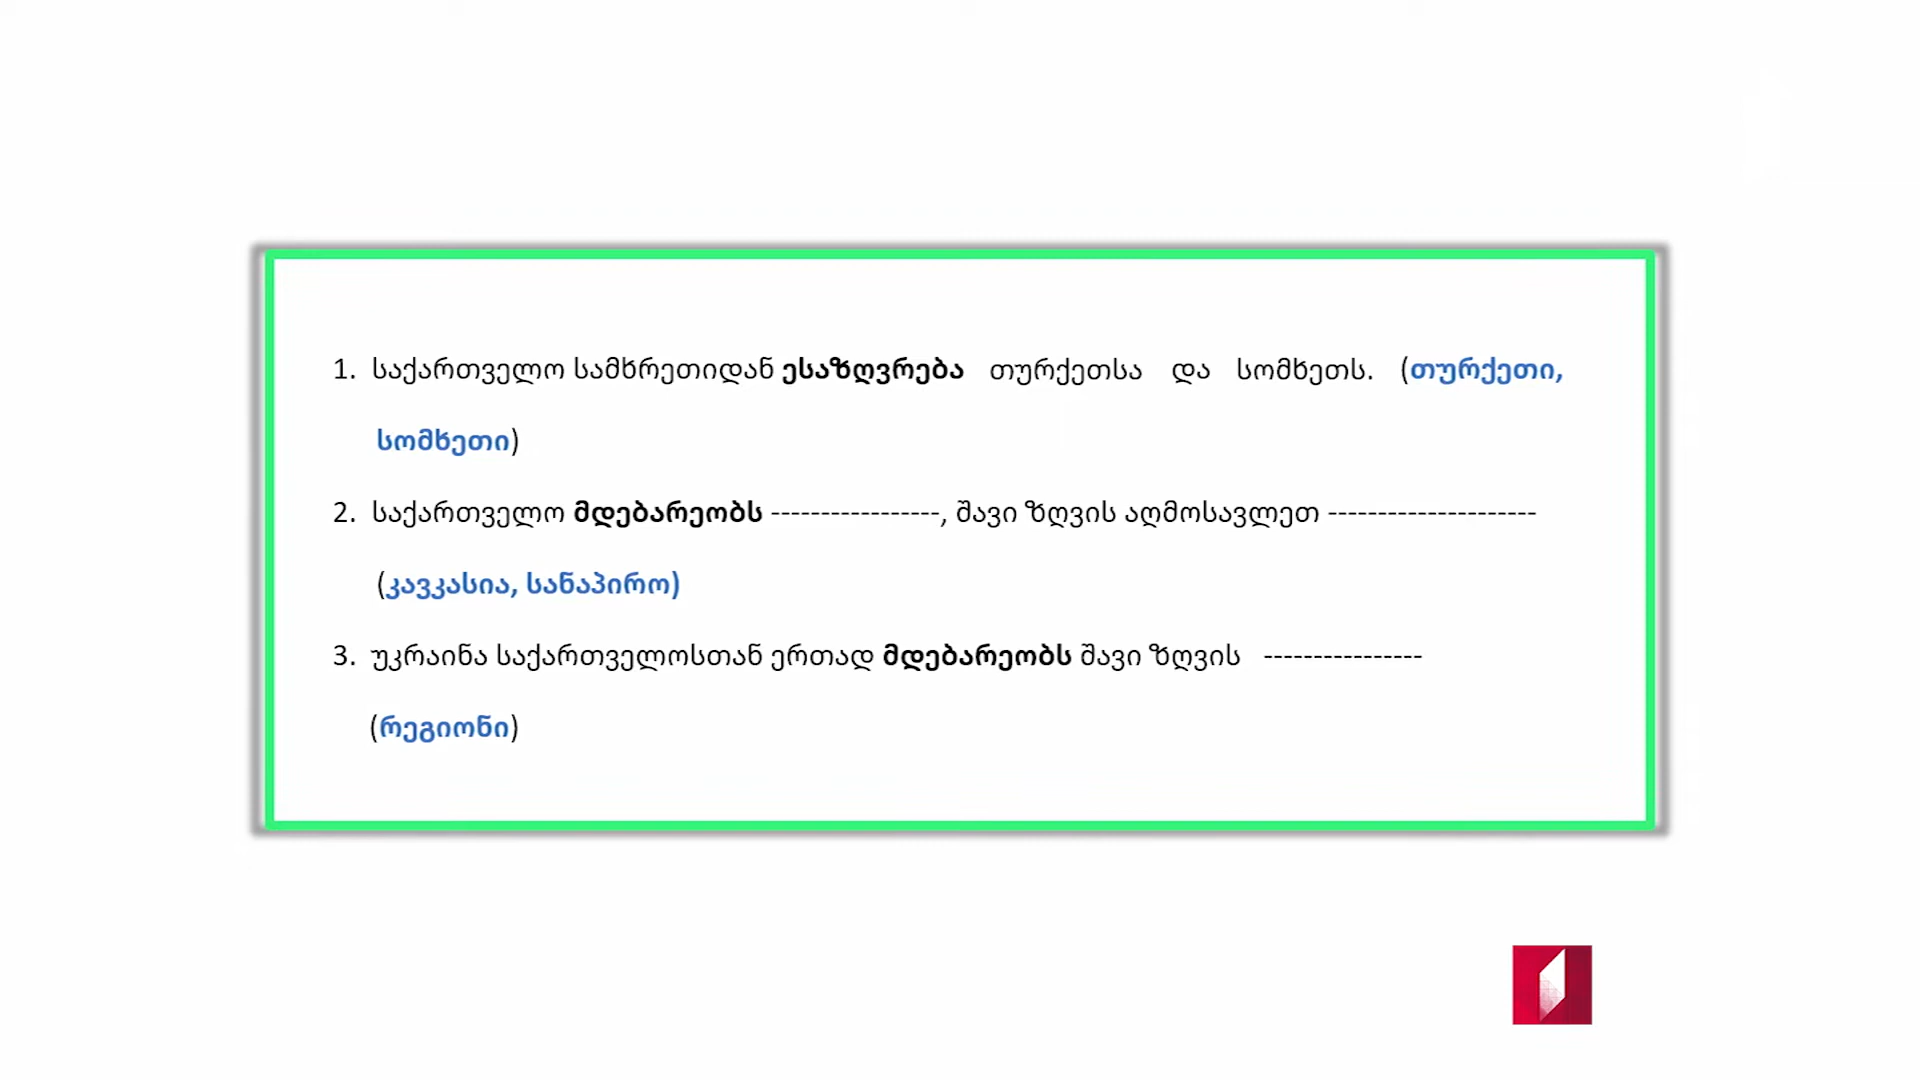 1. საქართველო სამხრეთიდან ესაზღვრება თურქეთსა და სომხეთს. (თურქეთი,
სომხეთი)
2. საქართველო მდებარეობს -----------------, შავი ზღვის აღმოსავლეთ ---------------------
(კავკასია, სანაპირო)
3. უკრაინა საქართველოსთან ერთად მდებარეობს შავი ზღვის ----------------
(რეგიონი)